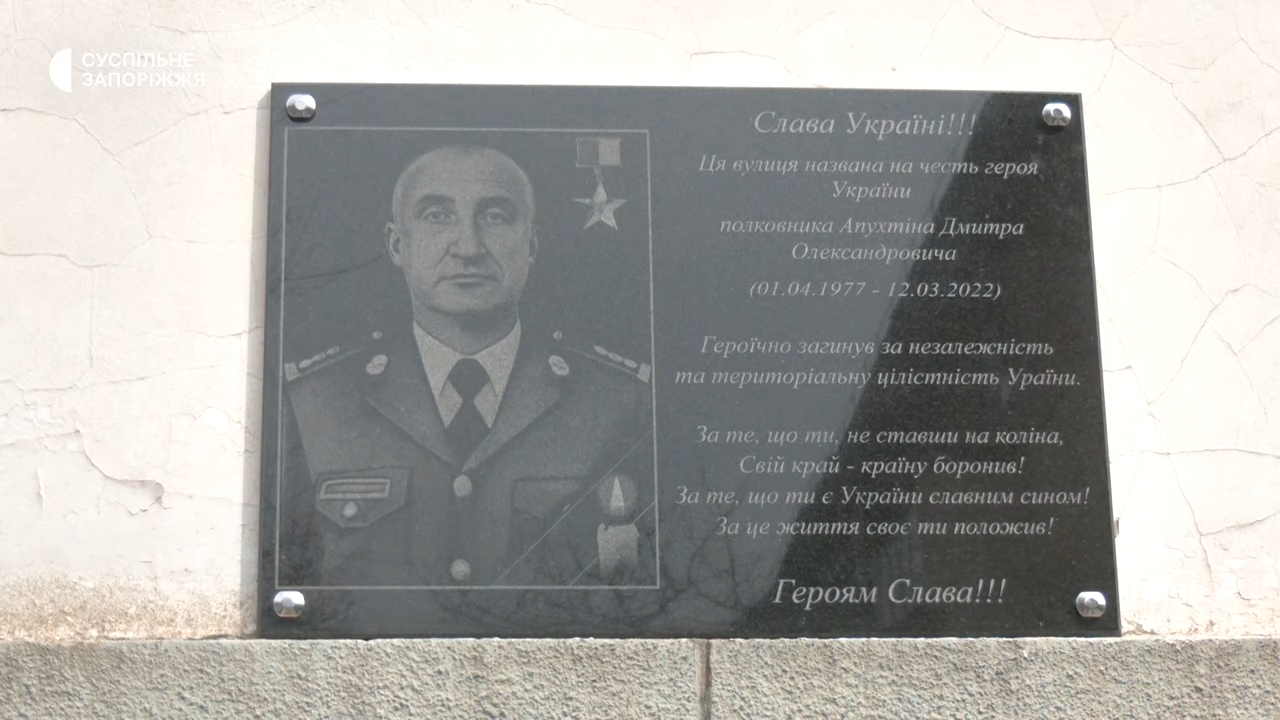 СУСПІЛЬНЕ
ЗАПОРІЖЖЯ
Слава Україні!!!
Ця вулиця названа на честь героя
України
полковника Апухтіна Дмитра
Олександровича
(01.04.1977 - 12.03.2022)
Героїчно загинув за незалежність
та територіальну цілістність Ураїни.
За те, що ти, не ставши на коліна,
Свій край - країну боронив!
За те, що ти є України славним сином!
За це життя своє ти положив!
Героям Слава!!!